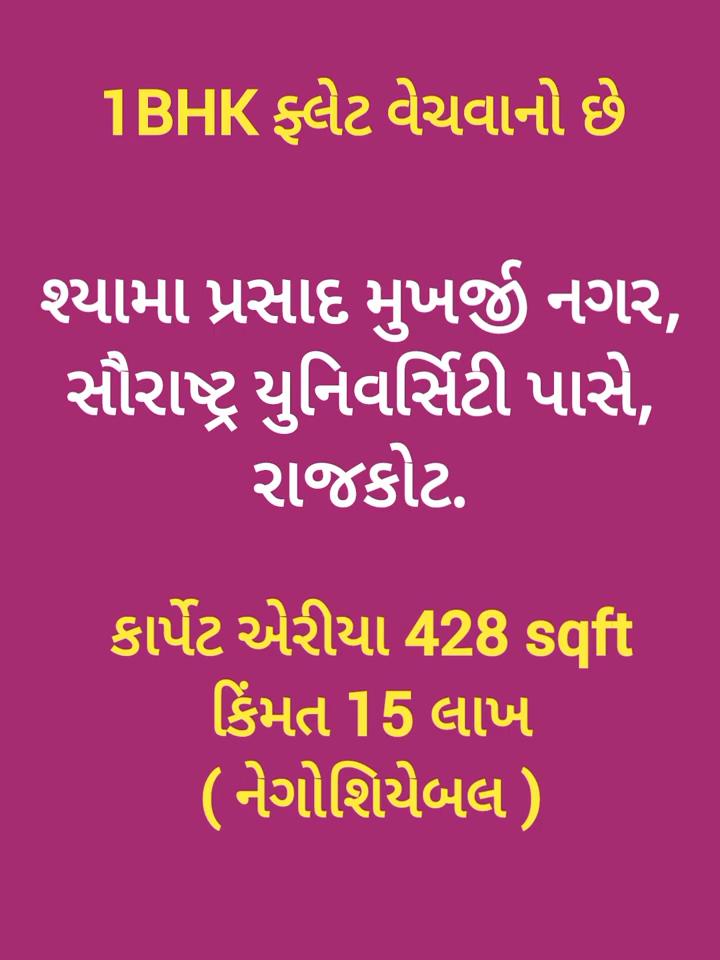 1BHK ફ્લેટ વેચવાનો છે
શ્યામા પ્રસાદ મુખર્જી નગર,
સૌરાષ્ટ્ર યુનિવર્સિટી પાસે,
રાજકોટ.
કાર્પેટ એરીયા 428 sqft
કિંમત 15 લાખ
( નેગોશિયેબલ )